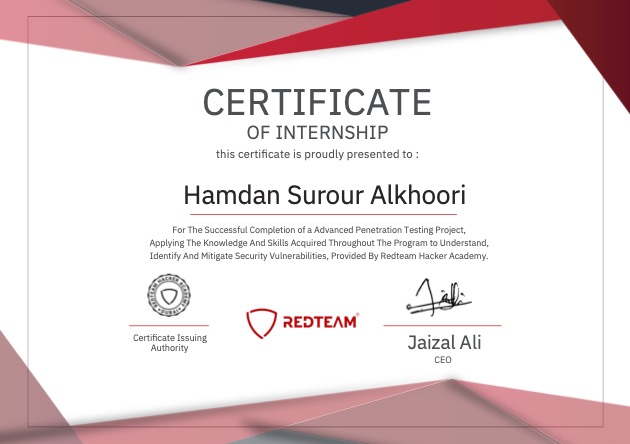 CERTIFICATE
OF INTERNSHIP
this certificate is proudly presented to :
Hamdan Surour Alkhoori
For The Successful Completion of a Advanced Penetration Testing Project,
Applying The Knowledge And Skills Acquired Throughout The Program to Understand,
Identify And Mitigate Security Vulnerabilities, Provided By Redteam Hacker Academy.
REDTEAM HACKER ACADEMY
Certificate Issuing
Authority
REDTEAM®
Jaizal Ali
CEO